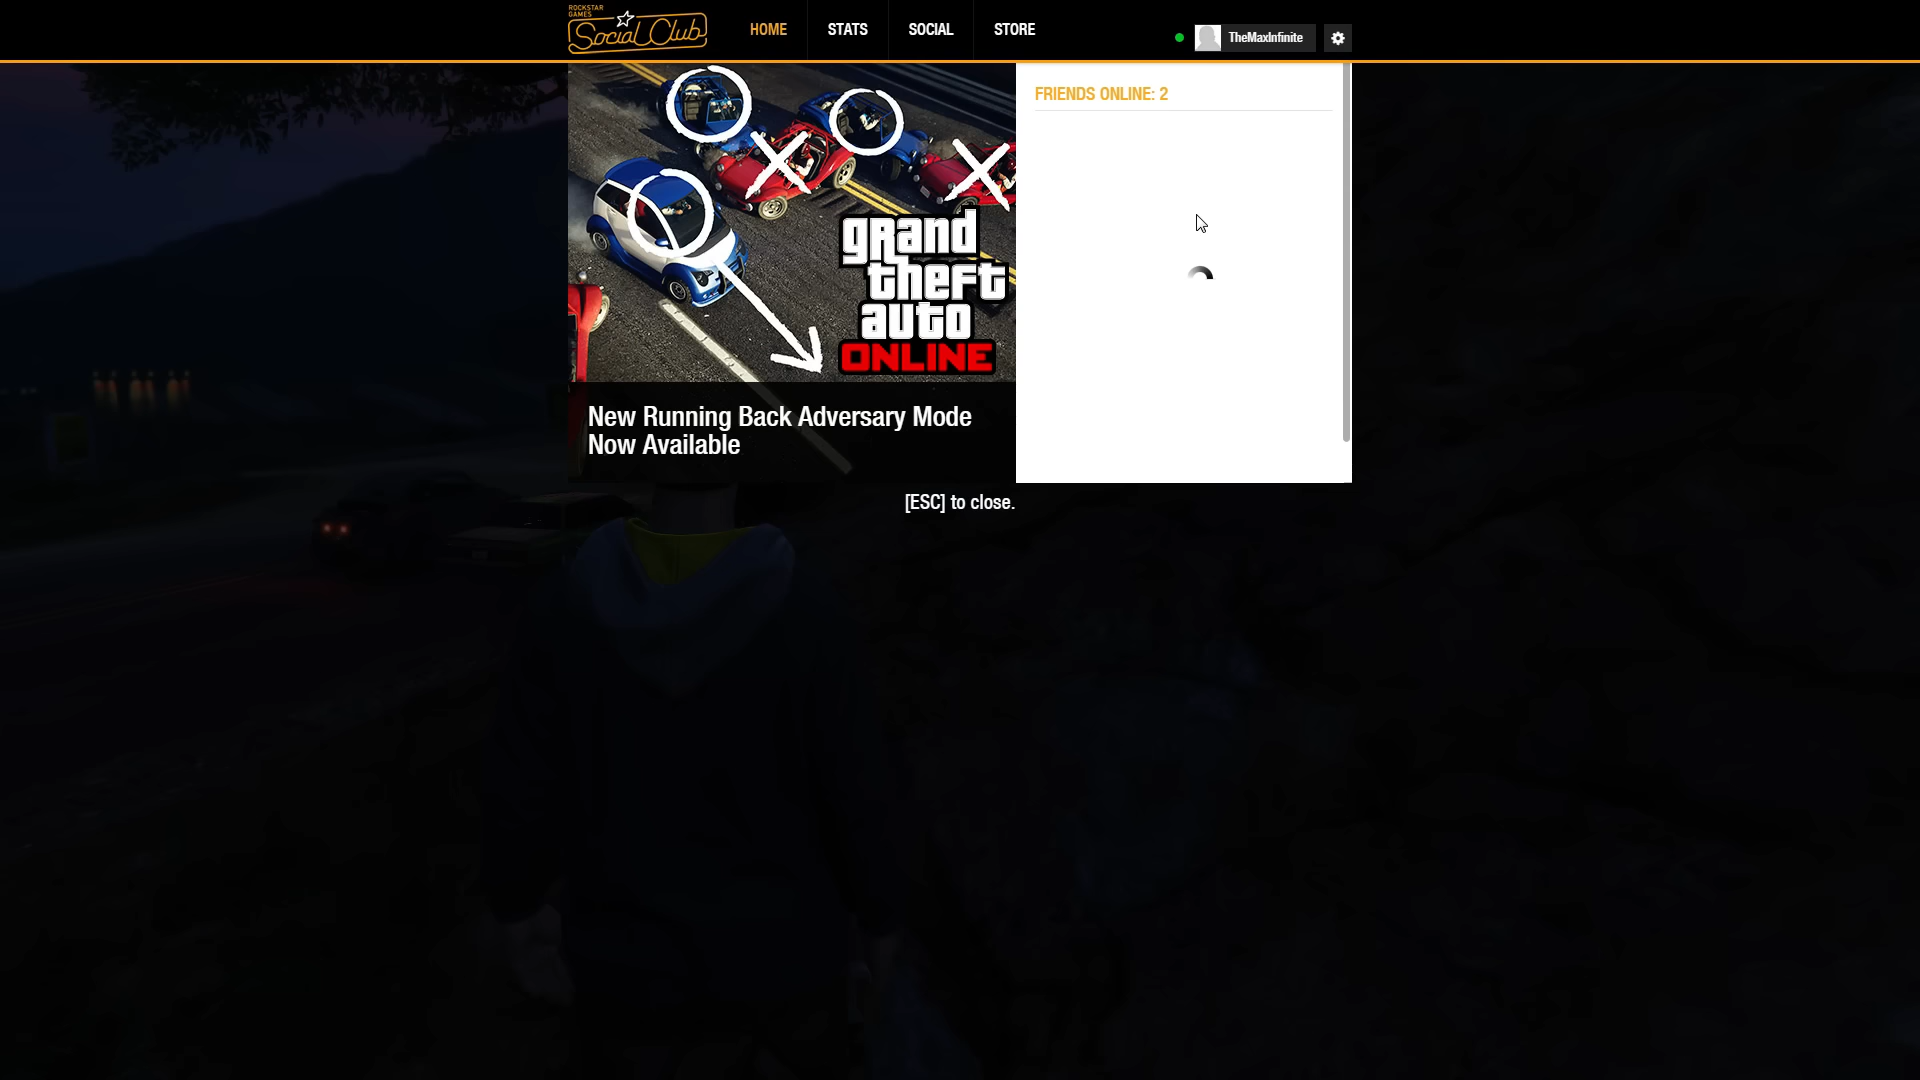 ROCKSTAR
GAMES
Social Club
HOME
STATS
SOCIAL
STORE
TheMaxInfinite
FRIENDS ONLINE: 2
grand
theft
auto
ONLINE
New Running Back Adversary Mode
Now Available
[ESC] to close.